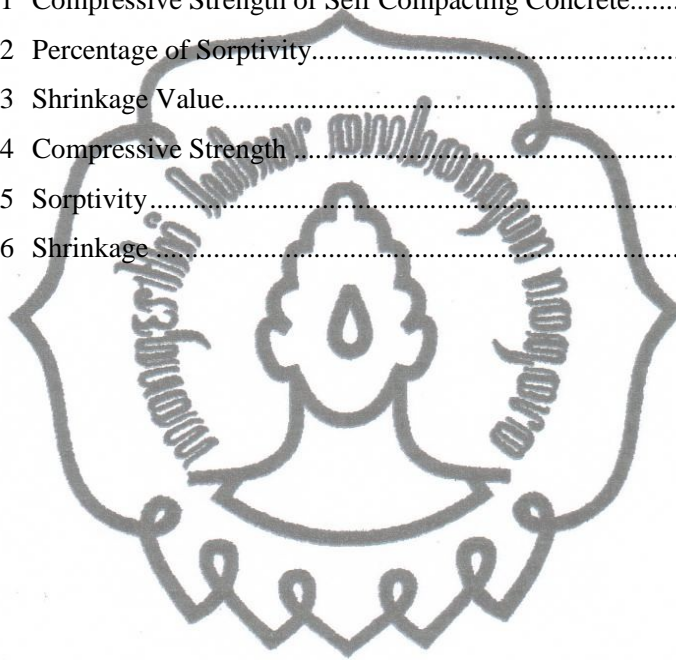 1 Compressive Strength of Self Compacting Concrete.......
2 Percentage of Sorptivity......................................................
3 Shrinkage Value...................................................................
4 Compressive Strength .........................................................
5 Sorptivity..............................................................................
6 Shrinkage .............................................................................